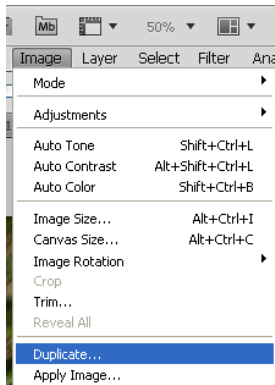 Mb 50%
Image Layer Select Filter Ana
Mode
Adjustments
Auto Tone Shift+Ctrl+L
Auto Contrast Alt+Shift+Ctrl+L
Auto Color Shift+Ctrl+B
Image Size... Alt+Ctrl+I
Canvas Size... Alt+Ctrl+C
Image Rotation
Crop
Trim...
Reveal All
Duplicate...
Apply Image...